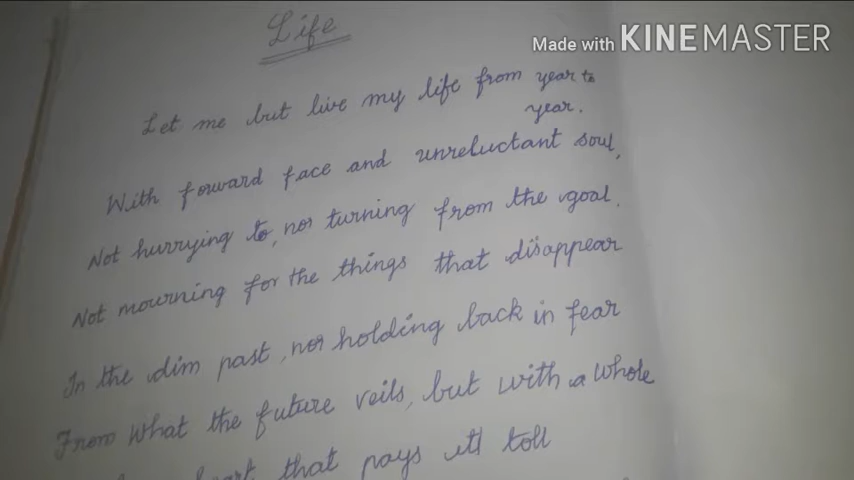 Life
Made with KINEMASTER
Let me but live my life from year to
year.
With forward face and unreluctant soul,
Not hurrying to, nor turning from the goal.
Not mourning for the things that disappear
In the dim past, nor holding back in fear
From what the future veils, but with a whole
that pays its toll